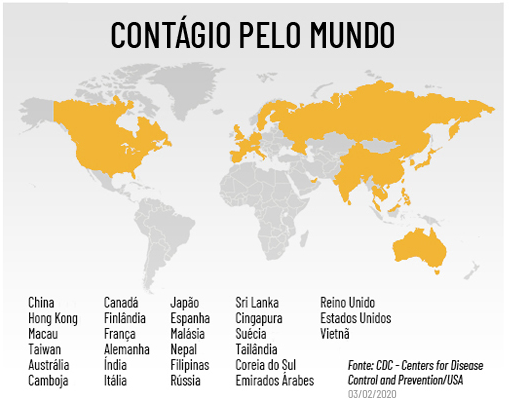 CONTÁGIO PELO MUNDO
China
Hong Kong
Macau
Taiwan
Austrália
Camboja
Canadá
Finlândia
França
Alemanha
Índia
Itália
Japão
Espanha
Malásia
Nepal
Filipinas
Rússia
Sri Lanka
Cingapura
Suécia
Tailândia
Coreia do Sul
Emirados Árabes
Reino Unido
Estados Unidos
Vietnã
Fonte: CDC - Centers for Disease
Control and Prevention/USA
03/02/2020